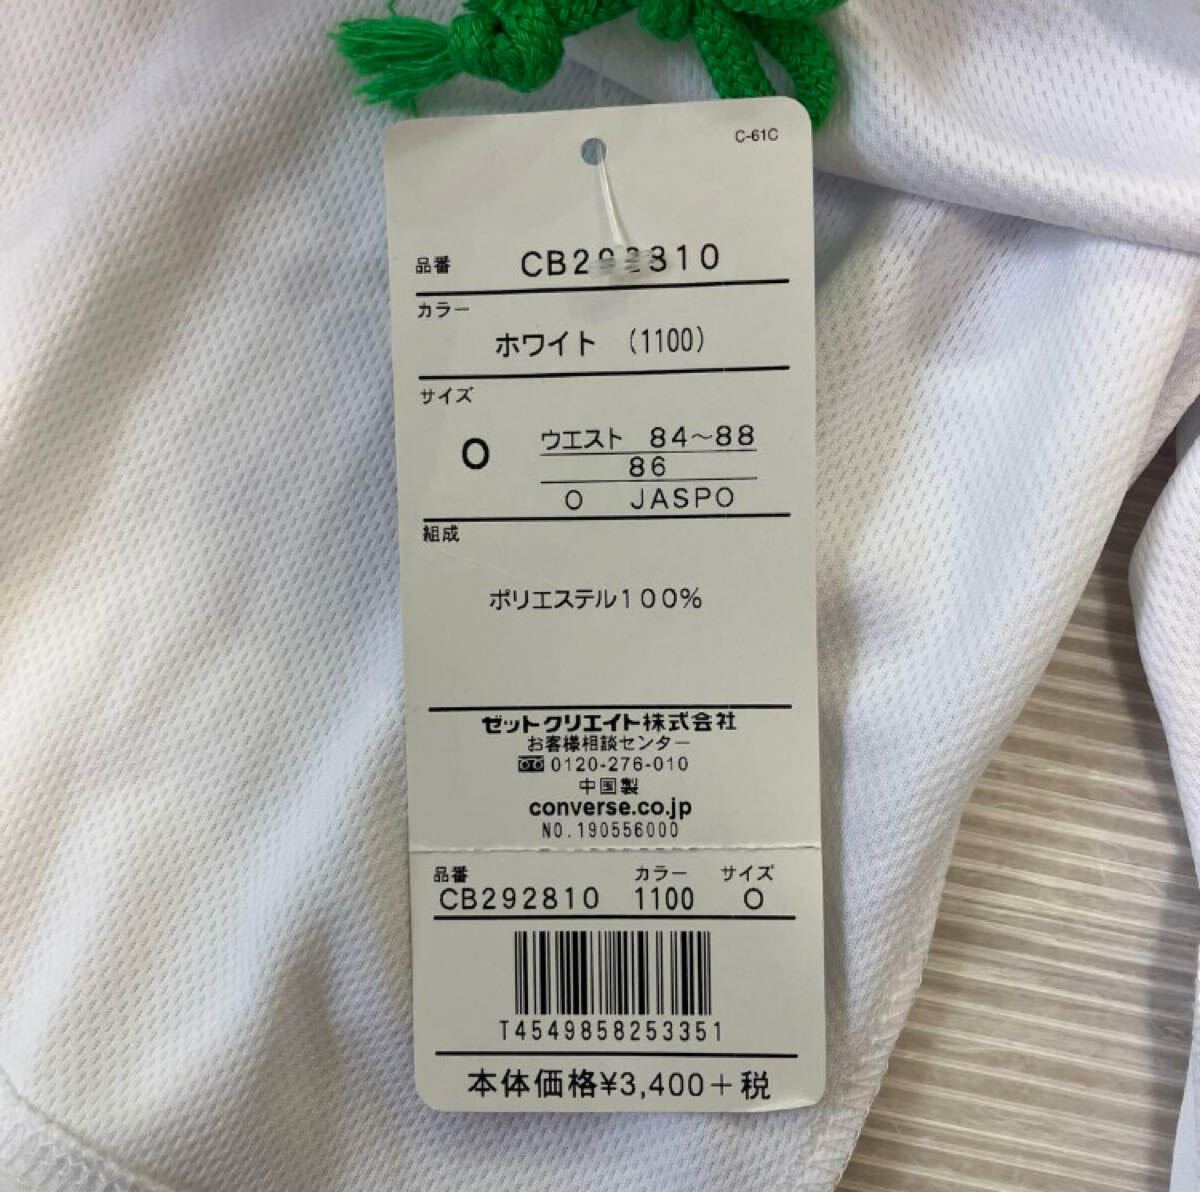 C-61C
品番 CB292810
カラー
ホワイト (1100)
サイズ
O ウエスト 84～88
86
O JASPO
組成
ポリエステル100%
ゼットクリエイト株式会社
お客様相談センター
0120-276-010
中国製
converse.co.jp
NO.190556000
品番 カラー サイズ
CB292810 1100 O
T4549858253351
本体価格¥3,400+税